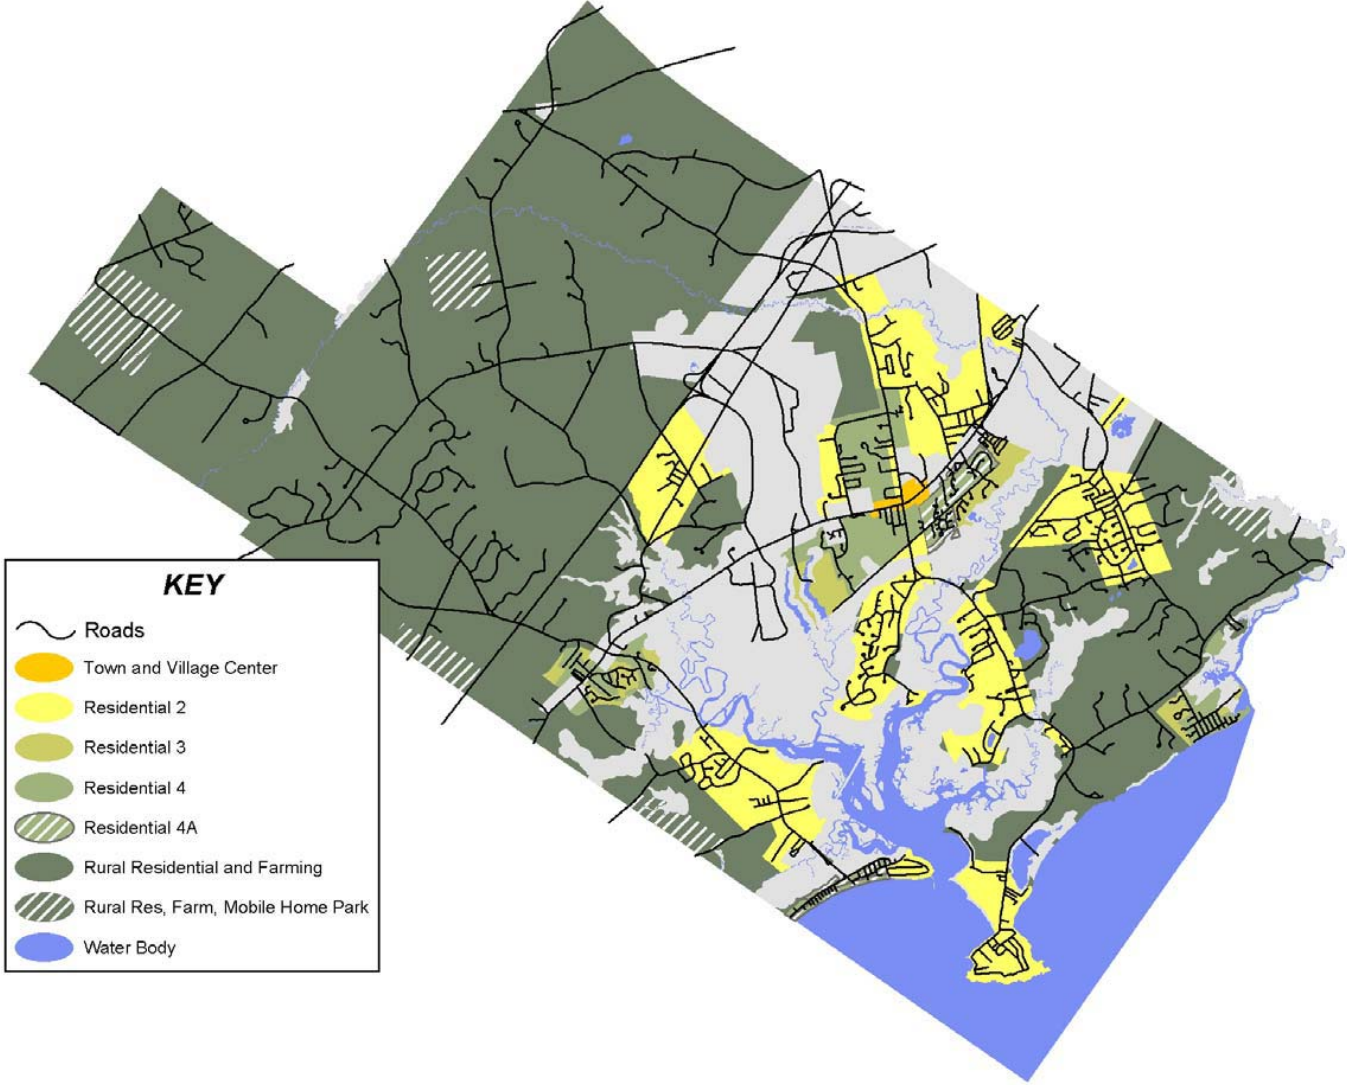 KEY
Roads
Town and Village Center
Residential 2
Residential 3
Residential 4
Residential 4A
Rural Residential and Farming
Rural Res, Farm, Mobile Home Park
Water Body